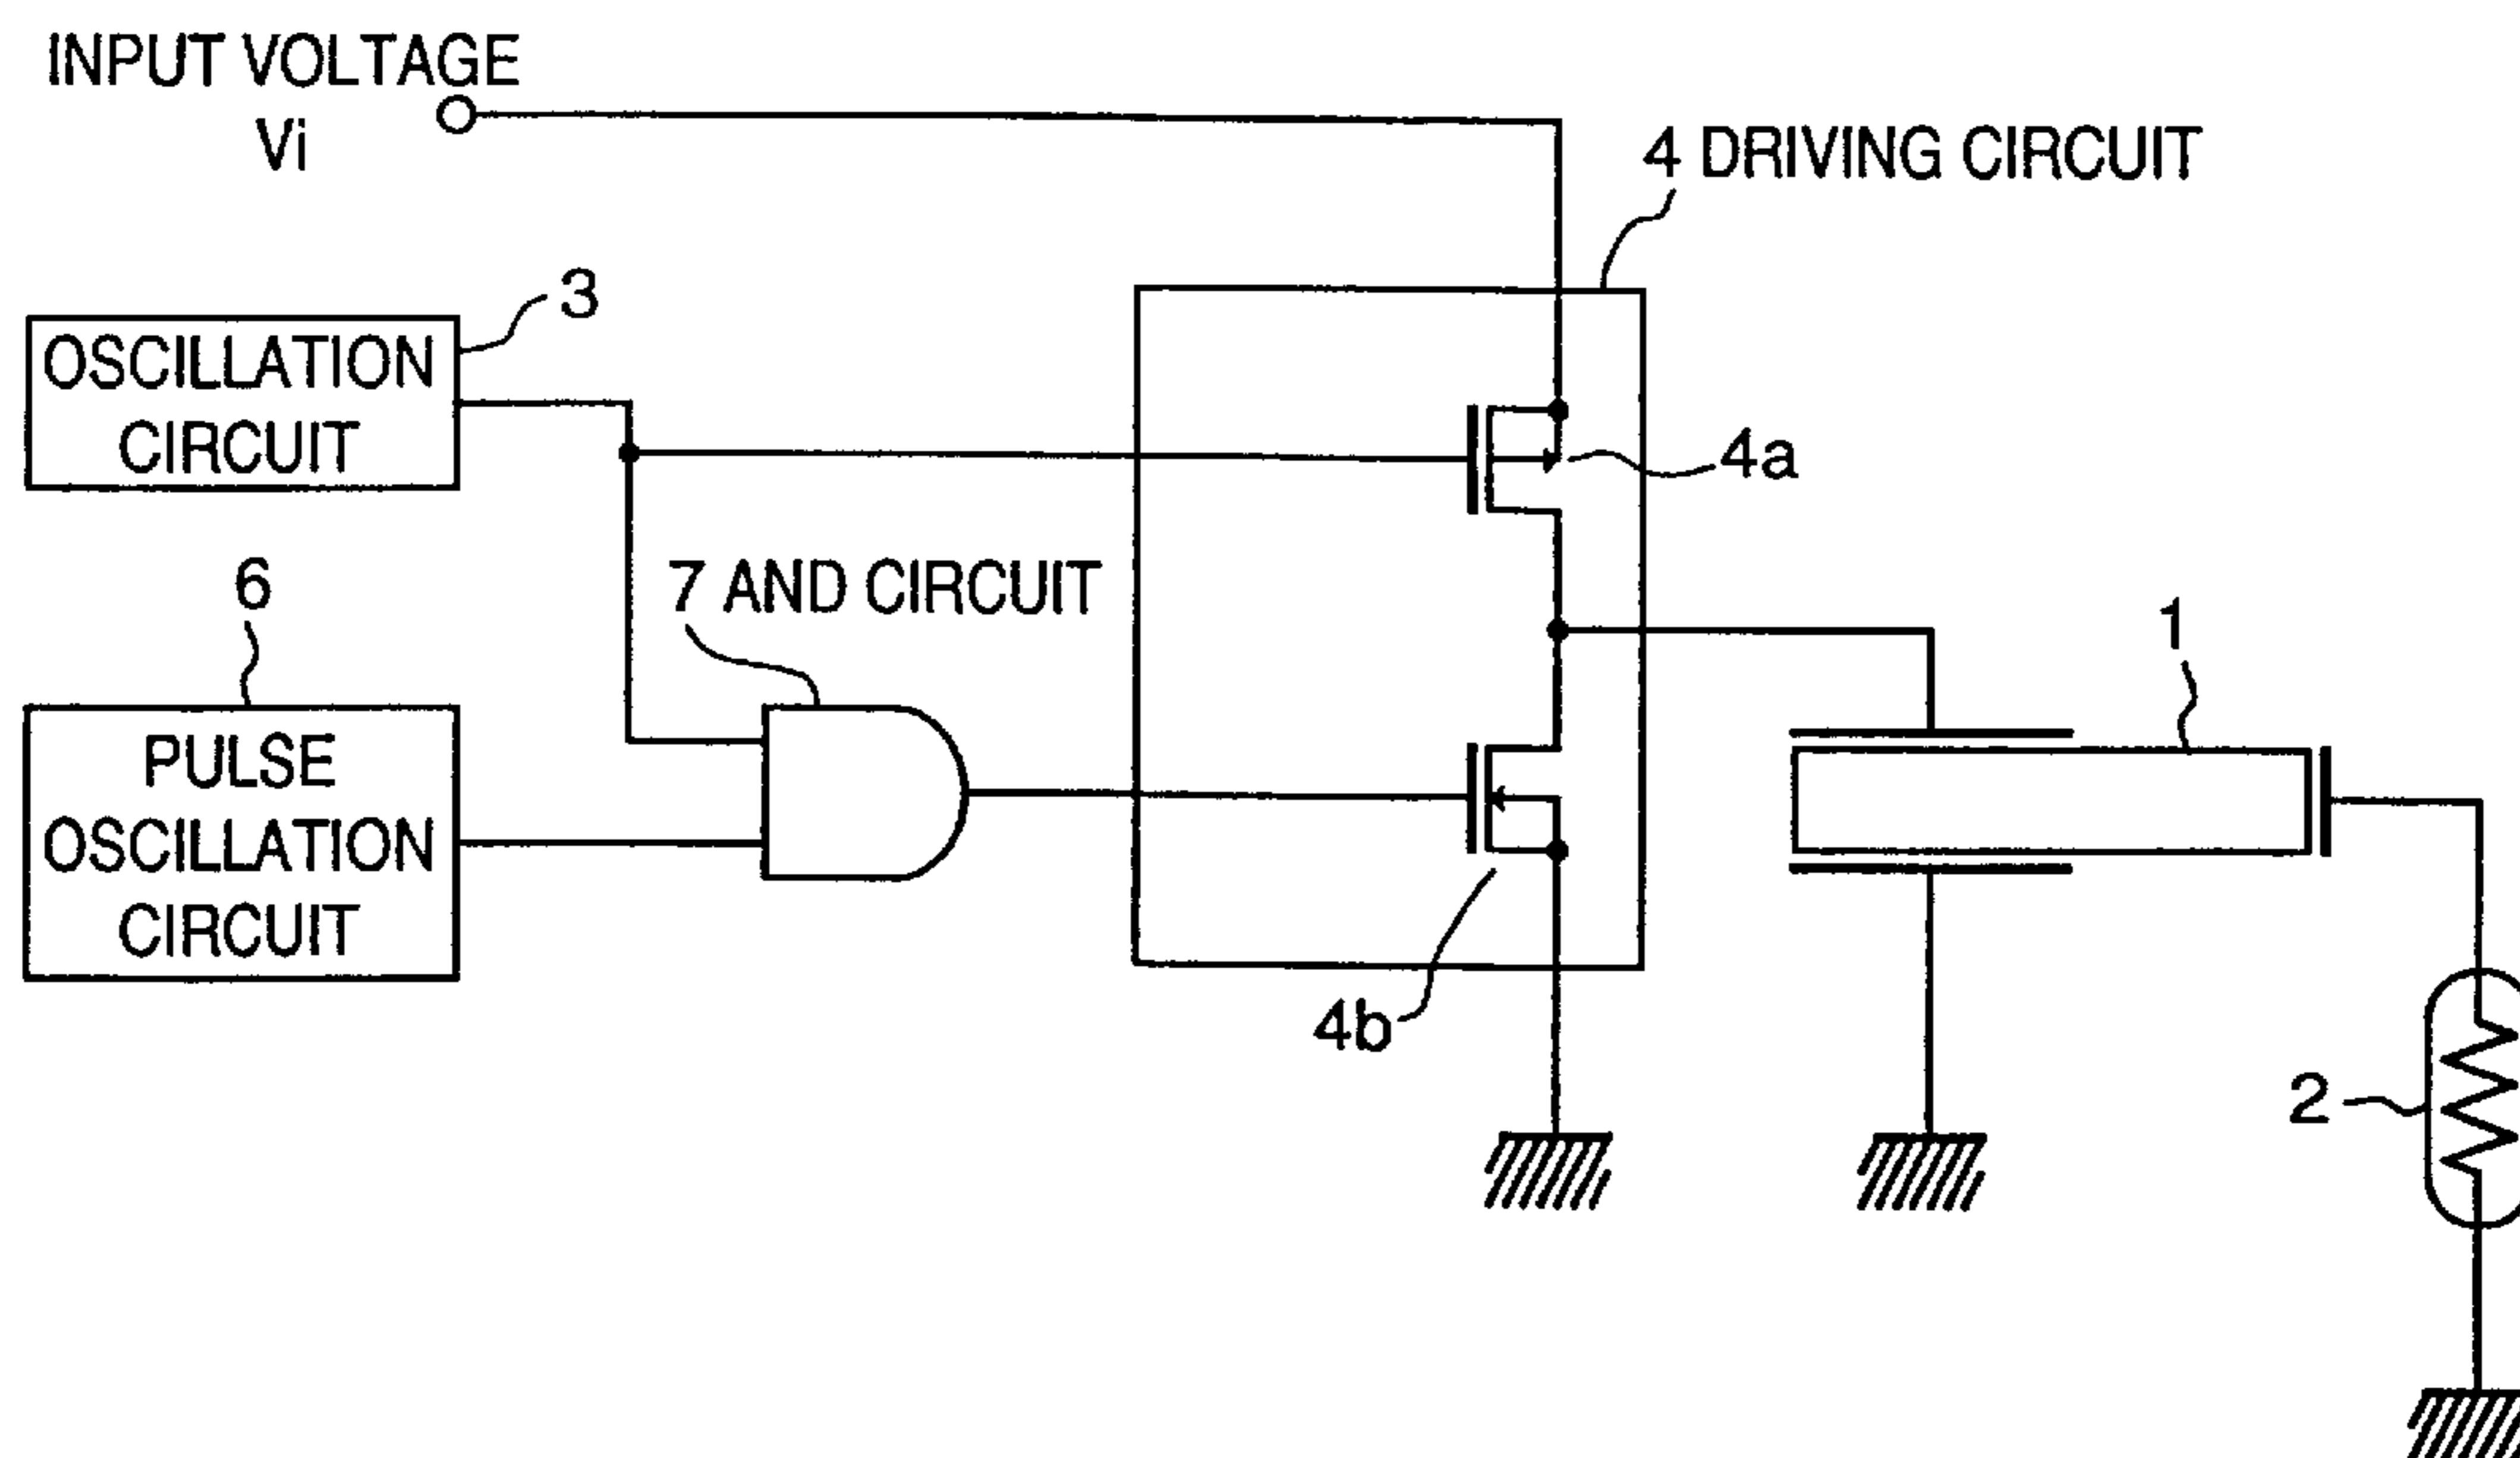 INPUT VOLTAGE
Vi
4 DRIVING CIRCUIT
3
OSCILLATION
CIRCUIT
4a
6
7 AND CIRCUIT
1
PULSE
OSCILLATION
CIRCUIT
4b
2